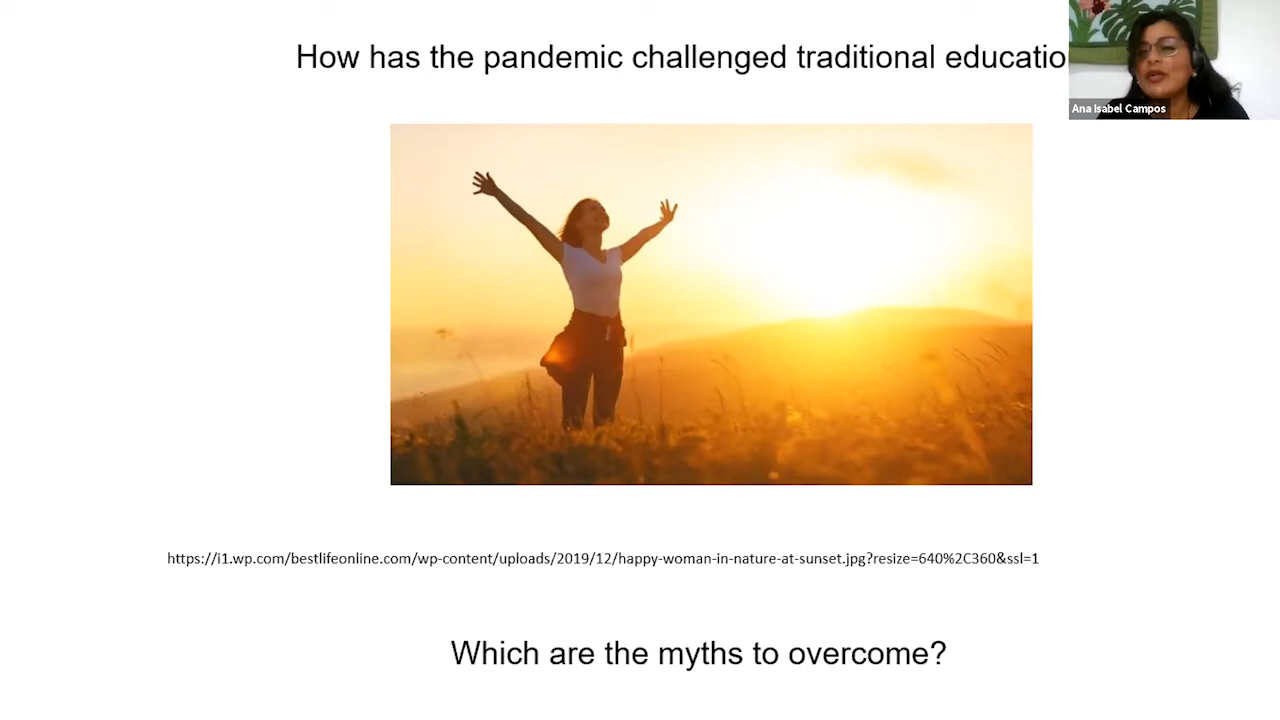 How has the pandemic challenged traditional educatio
Ana Isabel Campos
https://i1.wp.com/bestlifeonline.com/wp-content/uploads/2019/12/happy-woman-in-nature-at-sunset.jpg?resize=640%2C360&ssl=1
Which are the myths to overcome?